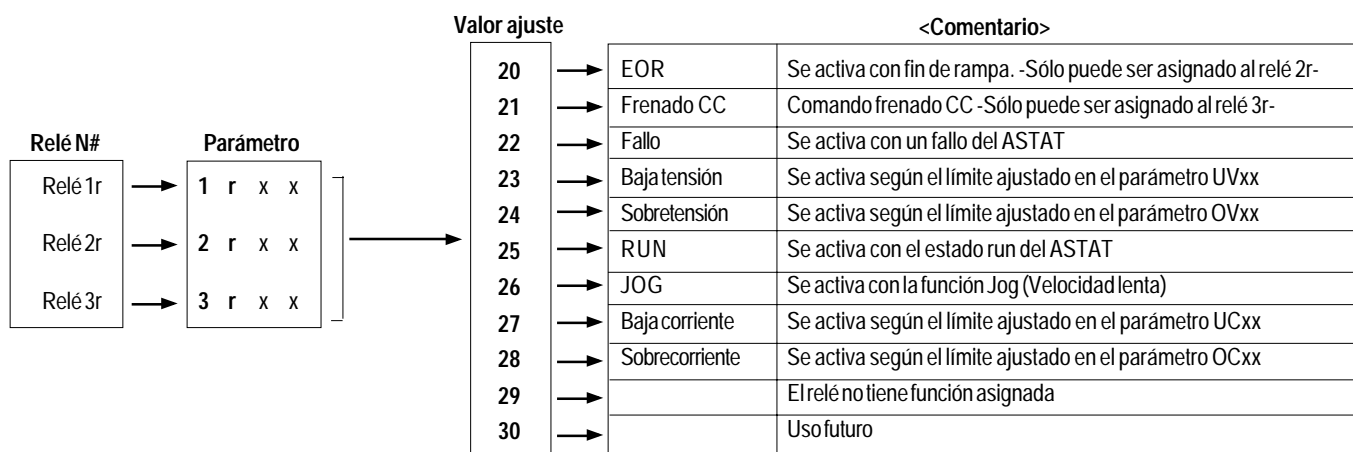 Valor ajuste <Comentario>
20 EOR Se activa con fin de rampa. -Sólo puede ser asignado al relé 2r-
21 Frenado CC Comando frenado CC -Sólo puede ser asignado al relé 3r-
Relé N# Parámetro 22 Fallo Se activa con un fallo del ASTAT
Relé 1r 1 r x x 23 Baja tensión Se activa según el límite ajustado en el parámetro UVxx
24 Sobretensión Se activa según el límite ajustado en el parámetro OVxx
Relé 2r 2 r x x 25 RUN Se activa con el estado run del ASTAT
26 JOG Se activa con la función Jog (Velocidad lenta)
Relé 3r 3 r x x 27 Baja corriente Se activa según el límite ajustado en el parámetro UCxx
28 Sobrecorriente Se activa según el límite ajustado en el parámetro OCxx
29 El relé no tiene función asignada
30 Uso futuro